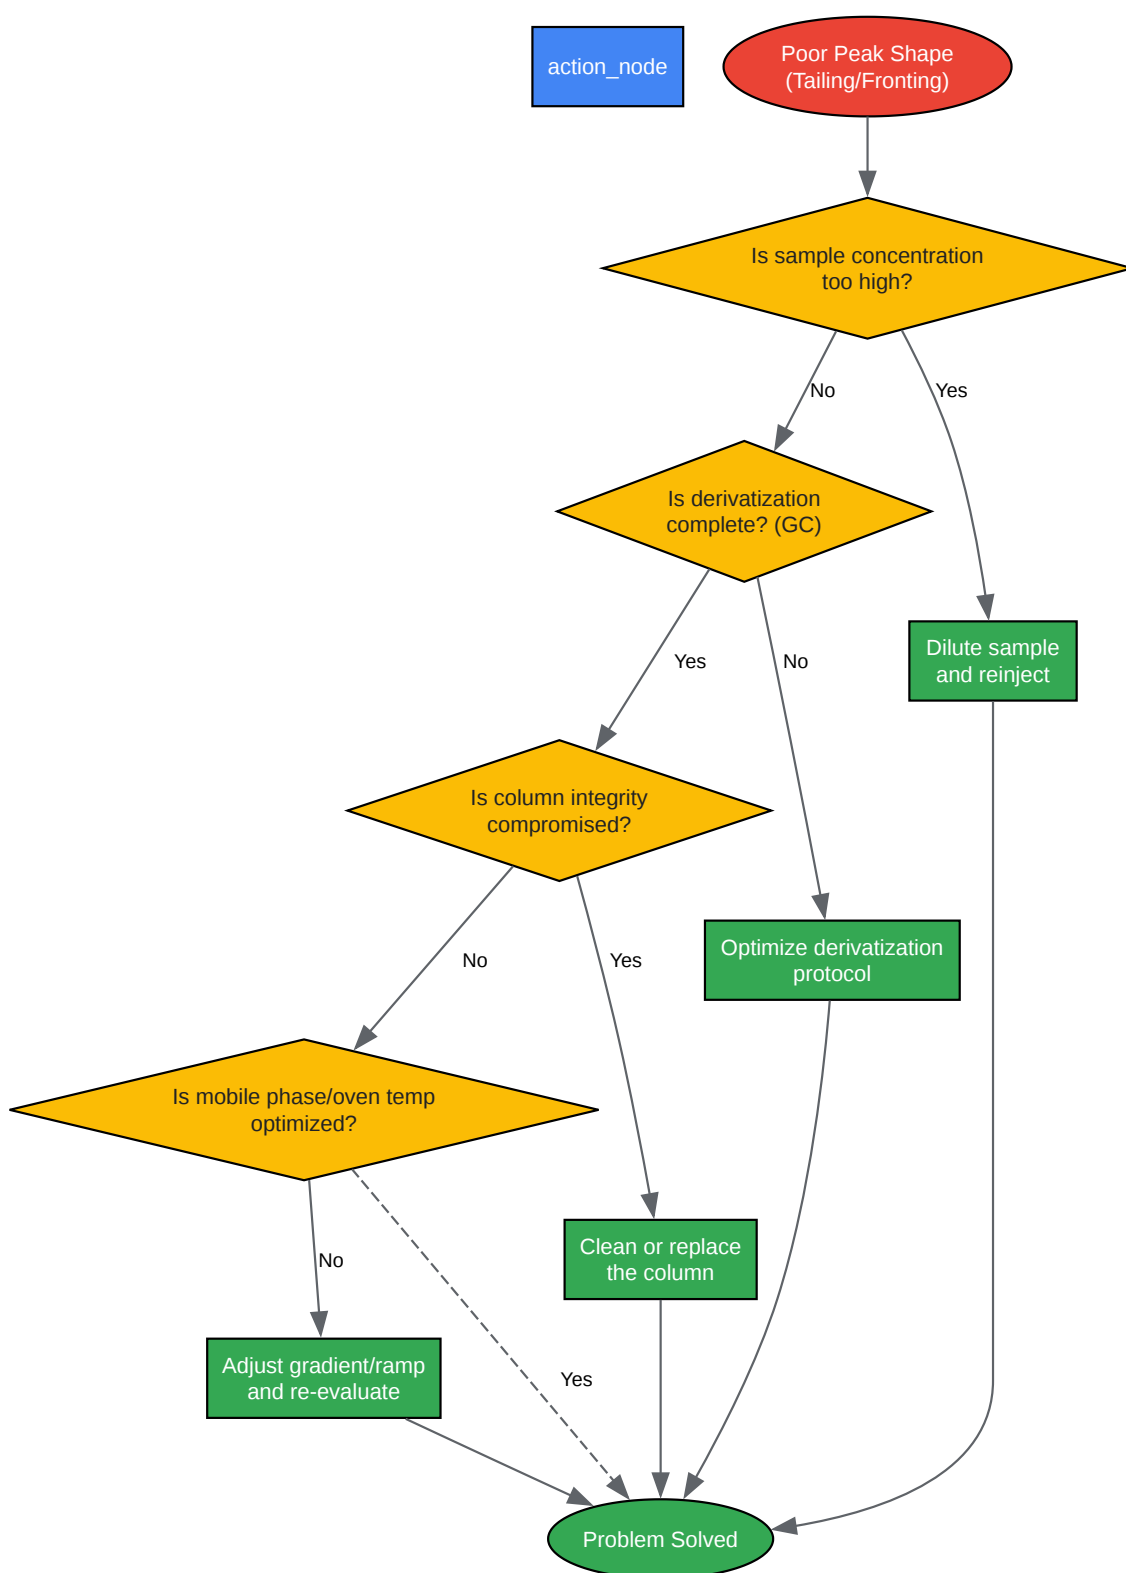 action_node
Poor Peak Shape
(Tailing/Fronting)
Is sample concentration
too high?
No
Yes
Is derivatization
complete? (GC)
Yes
No
Dilute sample
and reinject
Is column integrity
compromised?
No
Yes
Optimize derivatization
protocol
Is mobile phase/oven temp
optimized?
No
Yes
Clean or replace
the column
Adjust gradient/ramp
and re-evaluate
Problem Solved